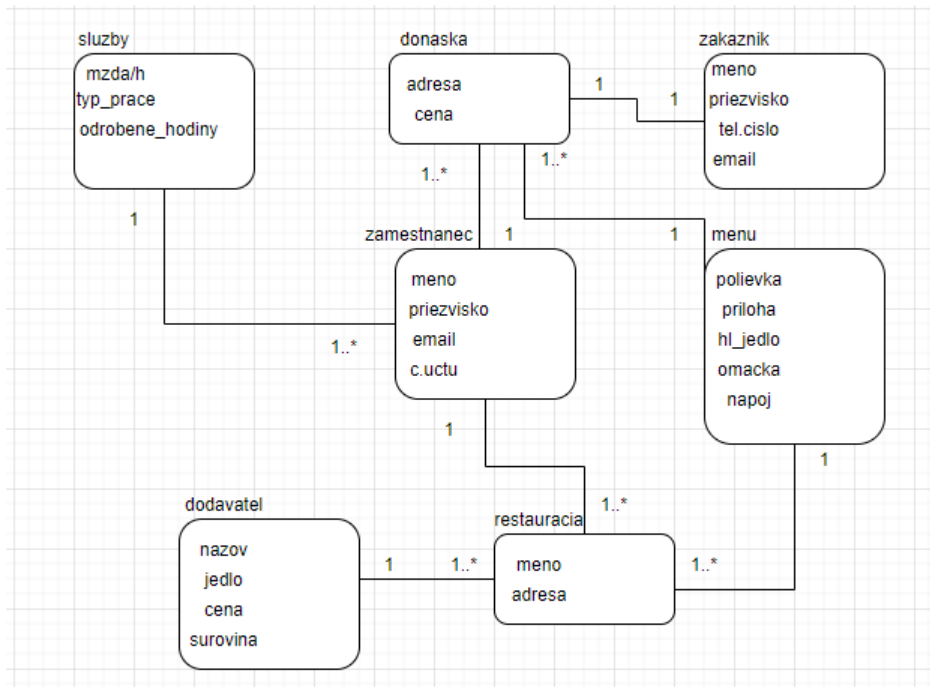 sluzby
mzda/h
typ_prace
odrobene_hodiny
donaska
adresa
cena
zakaznik
meno
priezvisko
tel.cislo
email
1
1
1..*
1..*
1
zamestnanec
1
1
menu
meno
priezvisko
email
c.uctu
polievka
priloha
hl_jedlo
omacka
napoj
1..*
1
1
dodavatel
nazov
jedlo
cena
surovina
1..*
restauracia
meno
adresa
1
1..*
1..*